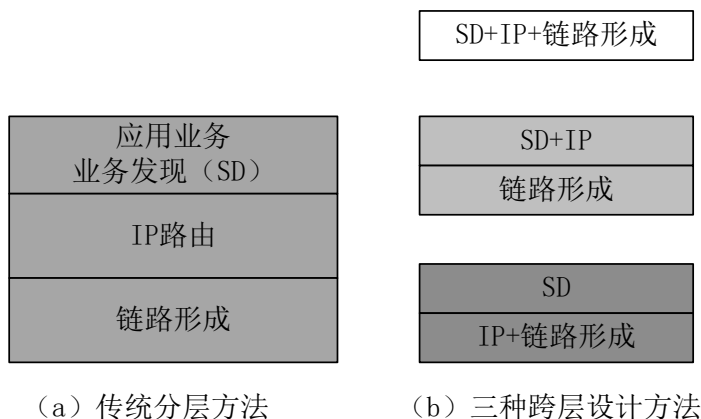 应用业务
业务发现（SD）
IP路由
链路形成
（a）传统分层方法
SD+IP+链路形成
SD+IP
链路形成
SD
IP+链路形成
（b）三种跨层设计方法